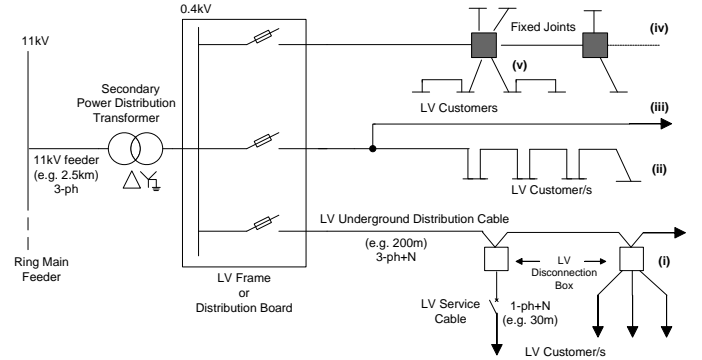 0.4kV
11kV
Fixed Joints
(iv)
(v)
Secondary
Power Distribution
Transformer
LV Customers
(iii)
11kV feeder
(e.g. 2.5km)
3-ph
(ii)
LV Customer/s
LV Underground Distribution Cable
(e.g. 200m)
3-ph+N
Ring Main
Feeder
LV
Disconnection
Box
(i)
LV Frame
or
Distribution Board
LV Service
Cable
1-ph+N
(e.g. 30m)
LV Customer/s